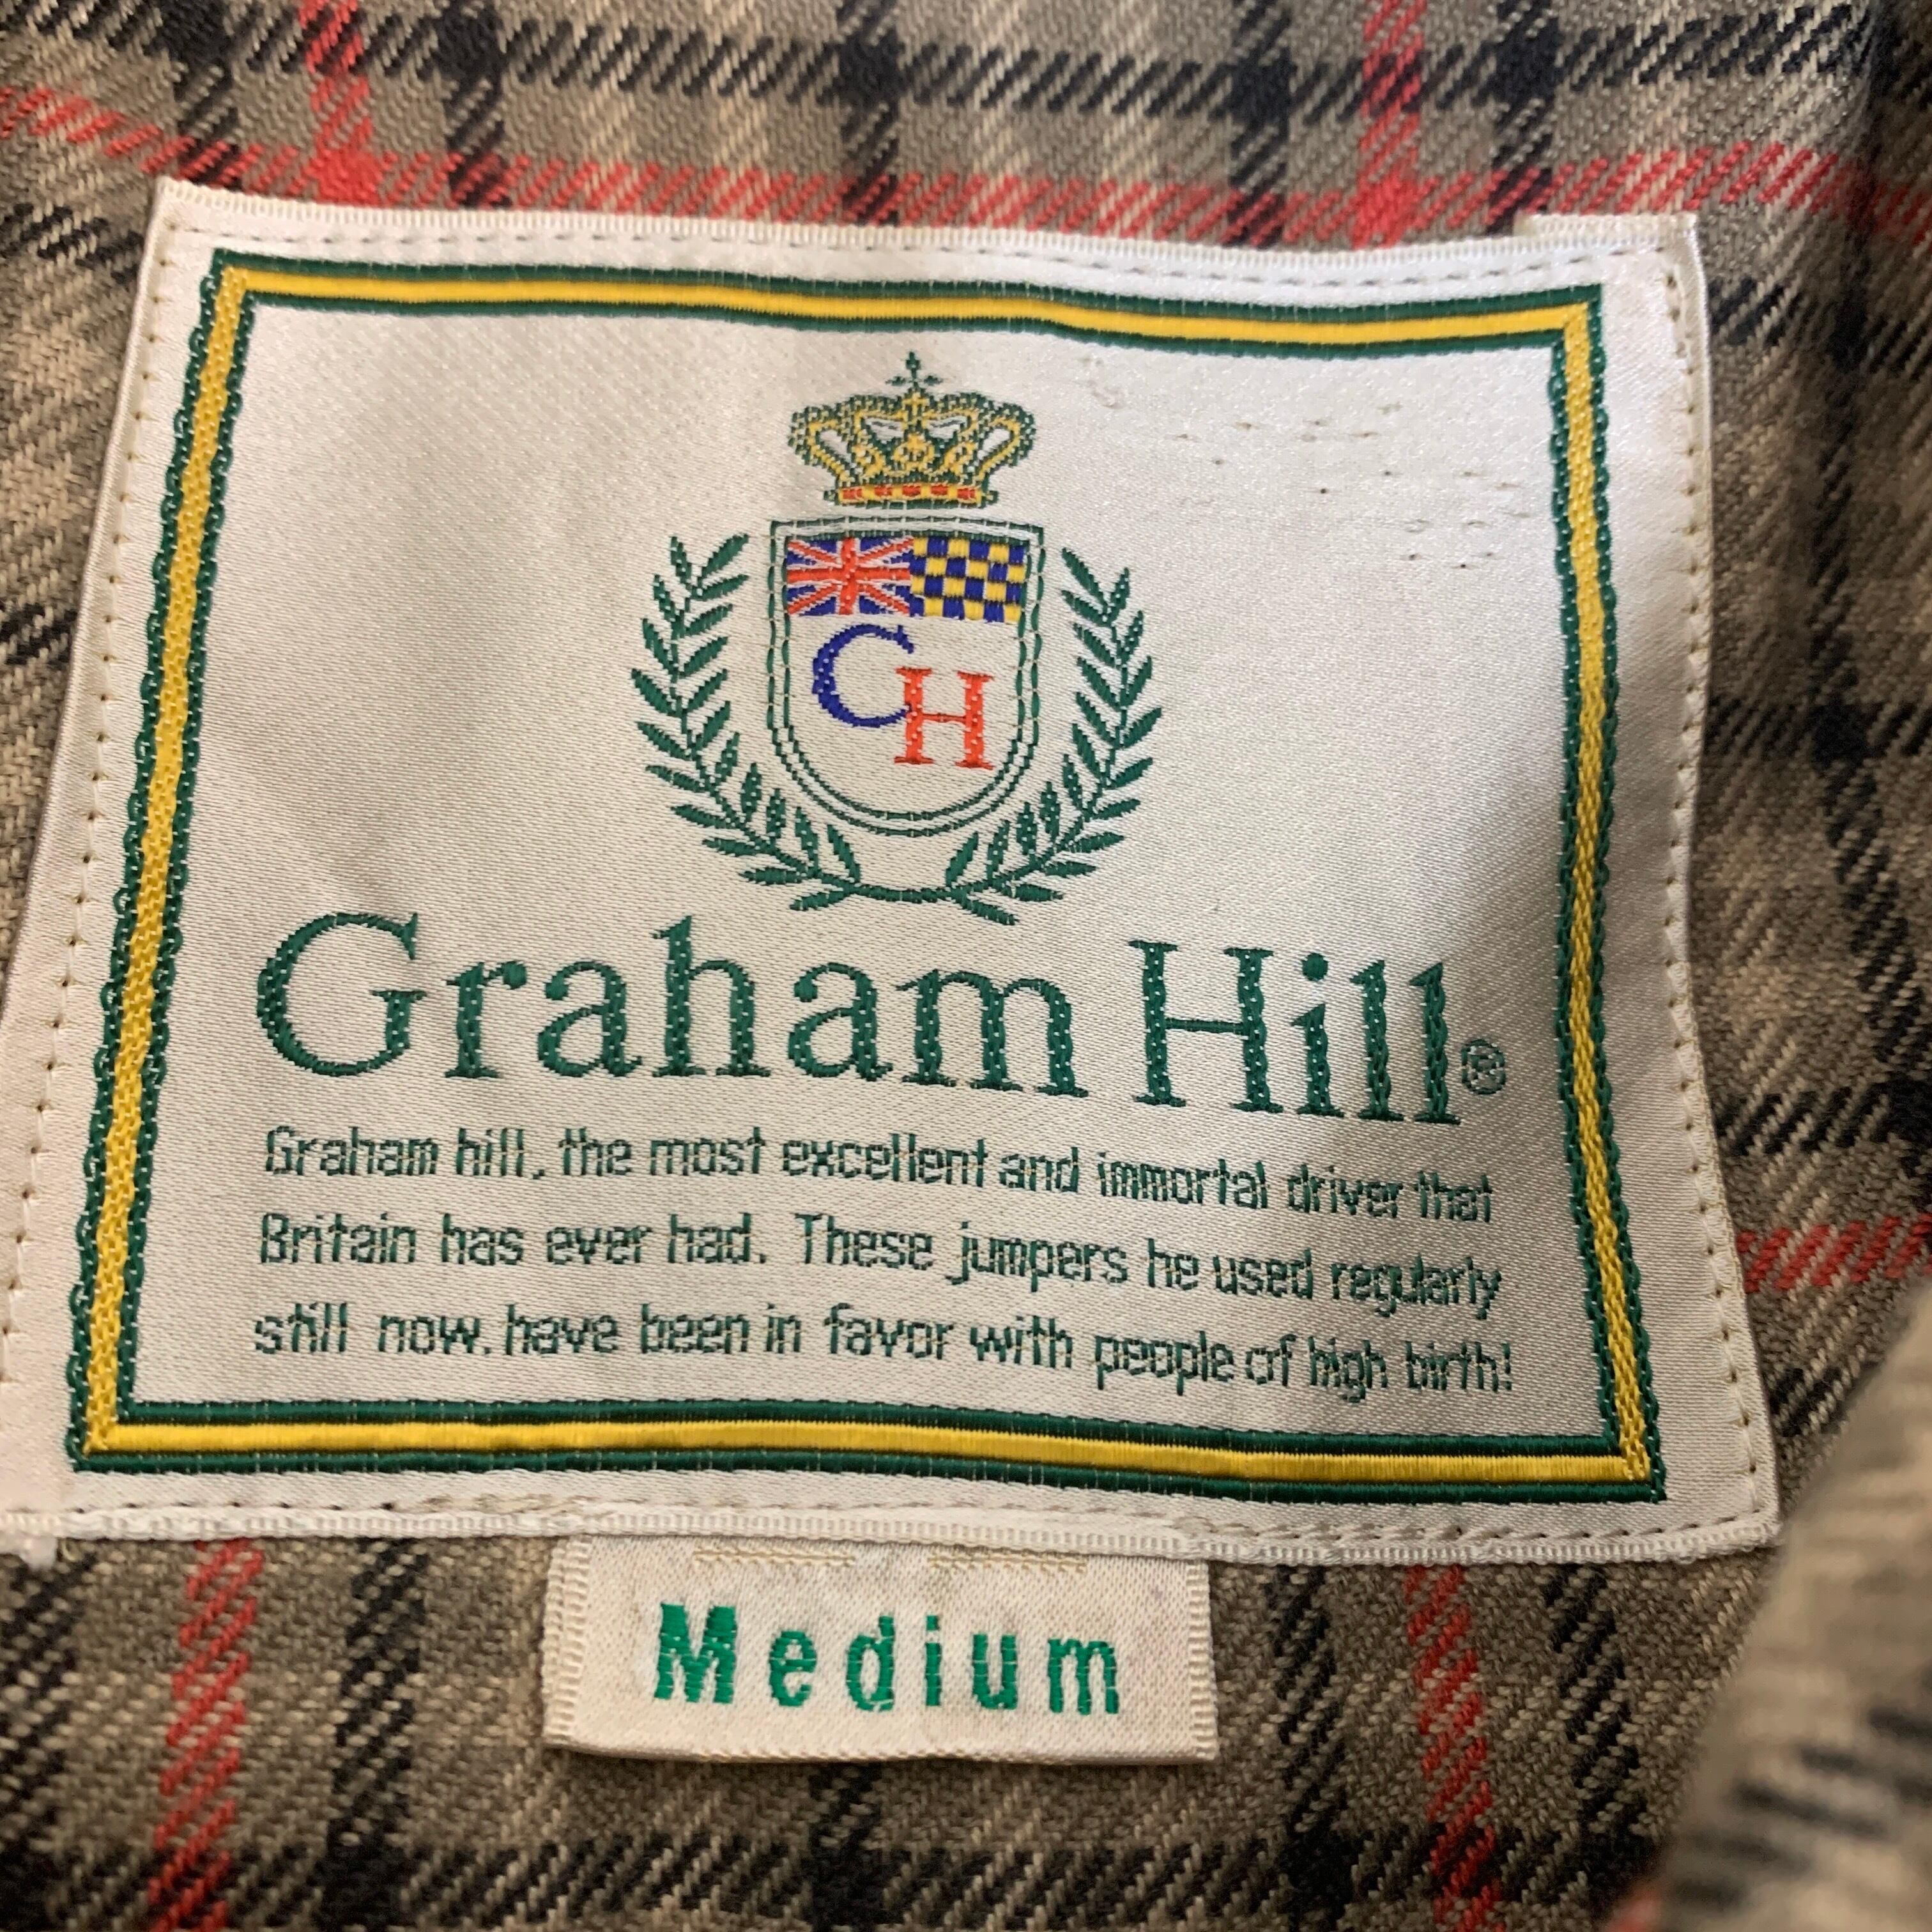 GH
Graham Hill®
Graham hill, the most excellent and immortal driver that
Britain has ever had. These jumpers he used regularly
still now, have been in favor with people of high birth!
Medium